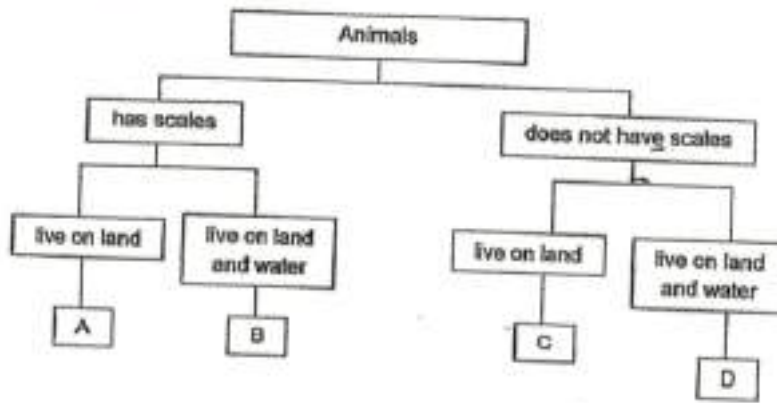 Animals
has scales
does not have scales
live on land
live on land
and water
live on land
live on land
and water
A
B
C
D